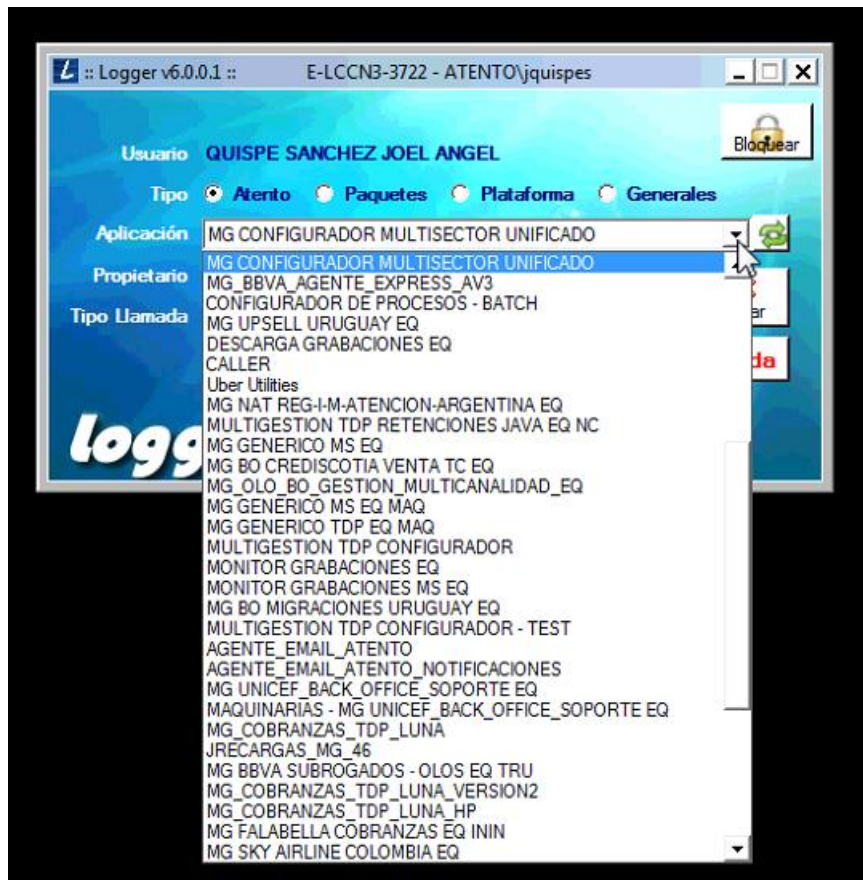 :: Logger v6.0.0.1 :: E-LCCN3-3722 - ATENTO\jquispes
Bloquear
Usuario QUISPE SANCHEZ JOEL ANGEL
Tipo Atento Paquetes Plataforma Generales
Aplicación MG CONFIGURADOR MULTISECTOR UNIFICADO
Propietario
Tipo Llamada
MG CONFIGURADOR MULTISECTOR UNIFICADO
MG_BBVA_AGENTE_EXPRESS_AV3
CONFIGURADOR DE PROCESOS - BATCH
MG UPSELL URUGUAY EQ
DESCARGA GRABACIONES EQ
CALLER
Uber Utilities
MG NAT REG-I-M-ATENCION-ARGENTINA EQ
MULTIGESTION TDP RETENCIONES JAVA EQ NC
MG GENERICO MS EQ
MG BO CREDISCOTIA VENTA TC EQ
MG_OLO_BO_GESTION_MULTICANALIDAD_EQ
MG GENERICO MS EQ MAQ
MG GENERICO TDP EQ MAQ
MULTIGESTION TDP CONFIGURADOR
MONITOR GRABACIONES EQ
MONITOR GRABACIONES MS EQ
MG BO MIGRACIONES URUGUAY EQ
MULTIGESTION TDP CONFIGURADOR - TEST
AGENTE_EMAIL_ATENTO
AGENTE_EMAIL_ATENTO_NOTIFICACIONES
MG UNICEF_BACK_OFFICE_SOPORTE EQ
MAQUINARIAS - MG UNICEF_BACK_OFFICE_SOPORTE EQ
MG_COBRANZAS_TDP_LUNA
JRECARGAS_MG_46
MG BBVA SUBROGADOS - OLOS EQ TRU
MG_COBRANZAS_TDP_LUNA_VERSION2
MG_COBRANZAS_TDP_LUNA_HP
MG FALABELLA COBRANZAS EQ ININ
MG SKY AIRLINE COLOMBIA EQ